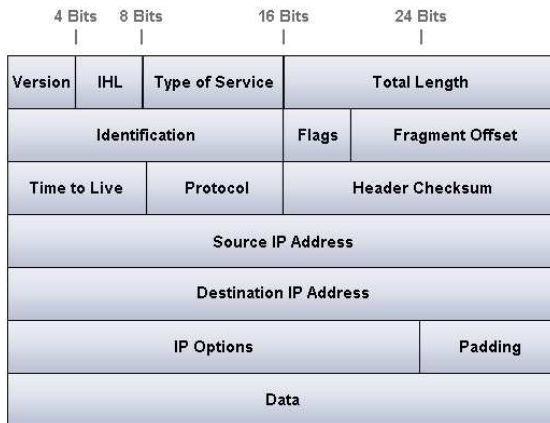 4 Bits 8 Bits 16 Bits 24 Bits
Version IHL Type of Service Total Length
Identification Flags Fragment Offset
Time to Live Protocol Header Checksum
Source IP Address
Destination IP Address
IP Options Padding
Data